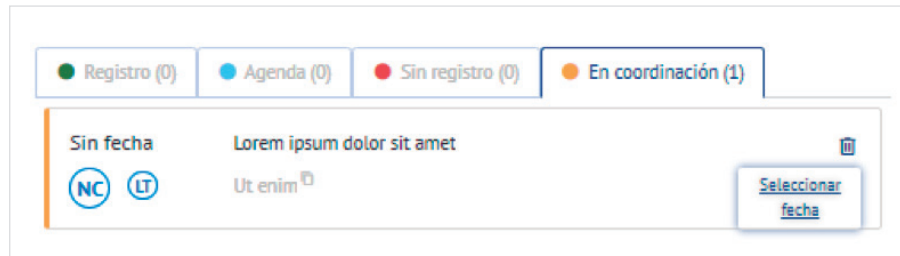 Registro (0) Agenda (0) Sin registro (0) En coordinación (1)
Sin fecha Lorem ipsum dolor sit amet
NC LT Ut enim
Seleccionar
fecha